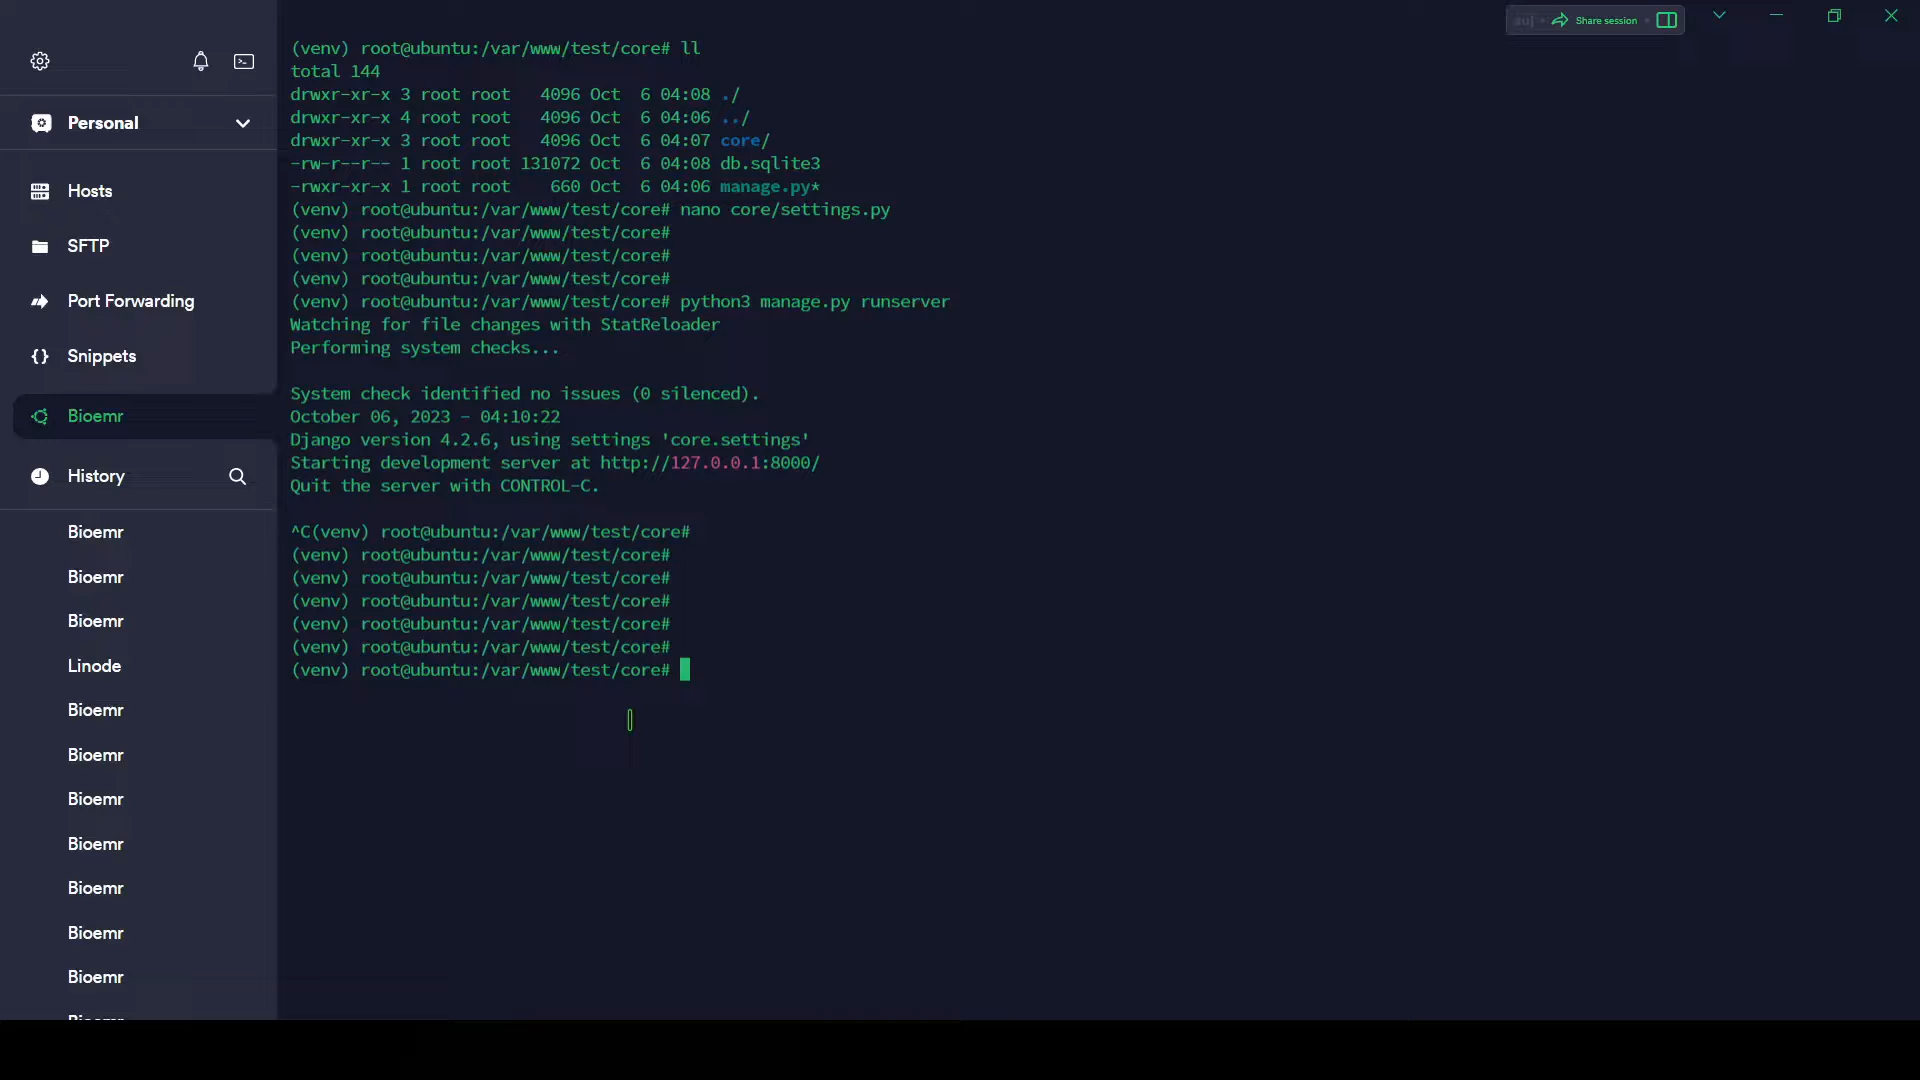 Share session
Personal
Hosts
SFTP
Port Forwarding
Snippets
Bioemr
History
Bioemr
Bioemr
Bioemr
Linode
Bioemr
Bioemr
Bioemr
Bioemr
Bioemr
Bioemr
Bioemr
(venv) root@ubuntu:/var/www/test/core# ll
total 144
drwxr-xr-x 3 root root   4096 Oct  6 04:08 ./
drwxr-xr-x 4 root root   4096 Oct  6 04:06 ../
drwxr-xr-x 3 root root   4096 Oct  6 04:07 core/
-rw-r--r-- 1 root root 131072 Oct  6 04:08 db.sqlite3
-rwxr-xr-x 1 root root    660 Oct  6 04:06 manage.py*
(venv) root@ubuntu:/var/www/test/core# nano core/settings.py
(venv) root@ubuntu:/var/www/test/core#
(venv) root@ubuntu:/var/www/test/core#
(venv) root@ubuntu:/var/www/test/core#
(venv) root@ubuntu:/var/www/test/core# python3 manage.py runserver
Watching for file changes with StatReloader
Performing system checks...
System check identified no issues (0 silenced).
October 06, 2023 - 04:10:22
Django version 4.2.6, using settings 'core.settings'
Starting development server at http://127.0.0.1:8000/
Quit the server with CONTROL-C.
^C(venv) root@ubuntu:/var/www/test/core#
(venv) root@ubuntu:/var/www/test/core#
(venv) root@ubuntu:/var/www/test/core#
(venv) root@ubuntu:/var/www/test/core#
(venv) root@ubuntu:/var/www/test/core#
(venv) root@ubuntu:/var/www/test/core#
(venv) root@ubuntu:/var/www/test/core#